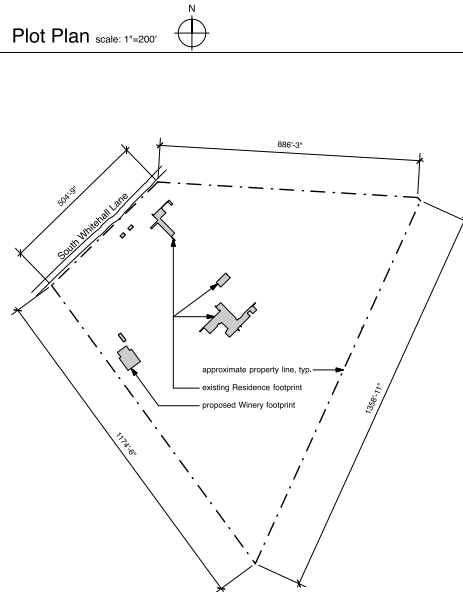 N
Plot Plan scale: 1"=200'
886'-3"
504'-9"
South Whitehall Lane
approximate property line, typ.
existing Residence footprint
proposed Winery footprint
1358'-11"
1174'-6"